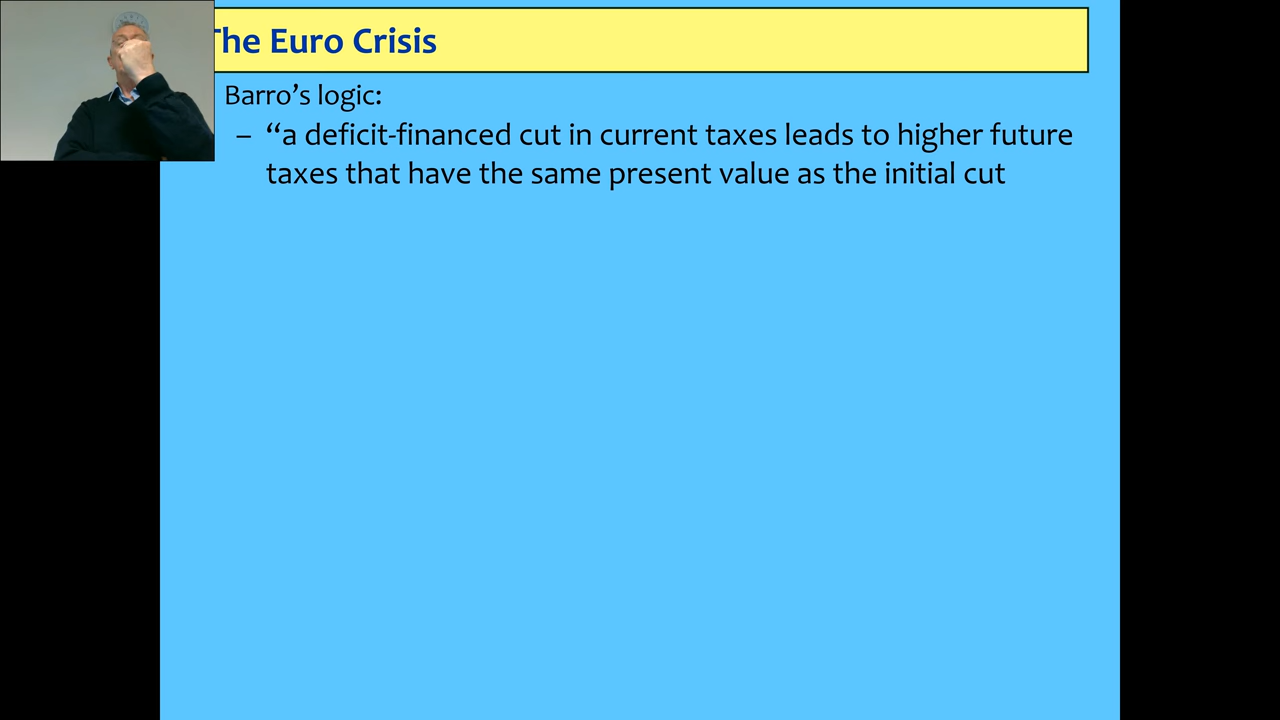 The Euro Crisis
Barro’s logic:
– “a deficit-financed cut in current taxes leads to higher future
taxes that have the same present value as the initial cut